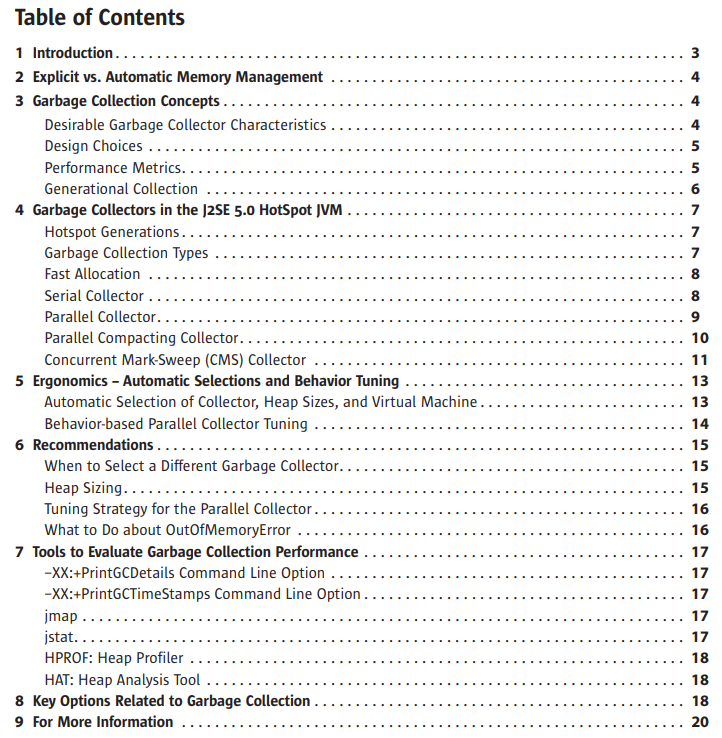 Table of Contents
1 Introduction . . . . . . . . . . . . . . . . . . . . . . . . . . . . . . . . . . . . . . . . 3
2 Explicit vs. Automatic Memory Management . . . . . . . . . . . . . . . . . . . . 4
3 Garbage Collection Concepts . . . . . . . . . . . . . . . . . . . . . . . . . . . . 4
Desirable Garbage Collector Characteristics . . . . . . . . . . . . . . . . . . . . 4
Design Choices . . . . . . . . . . . . . . . . . . . . . . . . . . . . . . . . . . . . 5
Performance Metrics. . . . . . . . . . . . . . . . . . . . . . . . . . . . . . . . . . 5
Generational Collection . . . . . . . . . . . . . . . . . . . . . . . . . . . . . . . . 6
4 Garbage Collectors in the J2SE 5.0 HotSpot JVM . . . . . . . . . . . . . . . . . . 7
Hotspot Generations . . . . . . . . . . . . . . . . . . . . . . . . . . . . . . . . . . 7
Garbage Collection Types . . . . . . . . . . . . . . . . . . . . . . . . . . . . . . . 7
Fast Allocation . . . . . . . . . . . . . . . . . . . . . . . . . . . . . . . . . . . . 8
Serial Collector . . . . . . . . . . . . . . . . . . . . . . . . . . . . . . . . . . . 8
Parallel Collector. . . . . . . . . . . . . . . . . . . . . . . . . . . . . . . . . . . 9
Parallel Compacting Collector. . . . . . . . . . . . . . . . . . . . . . . . . . . . . 10
Concurrent Mark-Sweep (CMS) Collector . . . . . . . . . . . . . . . . . . . . . . . 11
5 Ergonomics – Automatic Selections and Behavior Tuning . . . . . . . . . . . . . . 13
Automatic Selection of Collector, Heap Sizes, and Virtual Machine . . . . . . . . . 13
Behavior-based Parallel Collector Tuning . . . . . . . . . . . . . . . . . . . . . . 14
6 Recommendations . . . . . . . . . . . . . . . . . . . . . . . . . . . . . . . . . . 15
When to Select a Different Garbage Collector. . . . . . . . . . . . . . . . . . . . . 15
Heap Sizing. . . . . . . . . . . . . . . . . . . . . . . . . . . . . . . . . . . . . . 15
Tuning Strategy for the Parallel Collector . . . . . . . . . . . . . . . . . . . . . . 16
What to Do about OutOfMemoryError . . . . . . . . . . . . . . . . . . . . . . . . . 16
7 Tools to Evaluate Garbage Collection Performance . . . . . . . . . . . . . . . . . 17
–XX:+PrintGCDetails Command Line Option . . . . . . . . . . . . . . . . . . . . . . 17
–XX:+PrintGCTimeStamps Command Line Option . . . . . . . . . . . . . . . . . . . . 17
jmap . . . . . . . . . . . . . . . . . . . . . . . . . . . . . . . . . . . . . . . . . 17
jstat. . . . . . . . . . . . . . . . . . . . . . . . . . . . . . . . . . . . . . . . . 17
HPROF: Heap Profiler . . . . . . . . . . . . . . . . . . . . . . . . . . . . . . . . . 18
HAT: Heap Analysis Tool . . . . . . . . . . . . . . . . . . . . . . . . . . . . . . . 18
8 Key Options Related to Garbage Collection . . . . . . . . . . . . . . . . . . . . . 18
9 For More Information . . . . . . . . . . . . . . . . . . . . . . . . . . . . . . . . 20